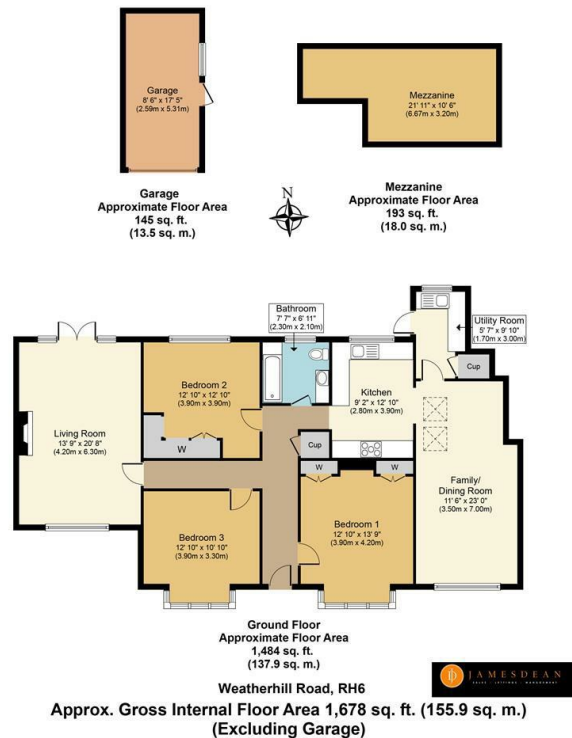 Garage
8' 6" x 17' 5"
(2.59m x 5.31m)
Mezzanine
21' 11" x 10' 6"
(6.67m x 3.20m)
Garage
Approximate Floor Area
145 sq. ft.
(13.5 sq. m.)
Mezzanine
Approximate Floor Area
193 sq. ft.
(18.0 sq. m.)
N
Bathroom
7' 7" x 6' 11"
(2.30m x 2.10m)
Utility Room
5' 7" x 9' 10"
(1.70m x 3.00m)
Cup
Bedroom 2
12' 10" x 12' 10"
(3.90m x 3.90m)
W
Kitchen
9' 2" x 12' 10"
(2.80m x 3.90m)
Living Room
13' 9" x 20' 8"
(4.20m x 6.30m)
Cup
W
W
Family/
Dining Room
11' 6" x 23' 0"
(3.50m x 7.00m)
Bedroom 3
12' 10" x 10' 10"
(3.90m x 3.30m)
Bedroom 1
12' 10" x 13' 9"
(3.90m x 4.20m)
Ground Floor
Approximate Floor Area
1,484 sq. ft.
(137.9 sq. m.)
JAMESDEAN
SALES · LETTINGS · MANAGEMENT
Weatherhill Road, RH6
Approx. Gross Internal Floor Area 1,678 sq. ft. (155.9 sq. m.)
(Excluding Garage)